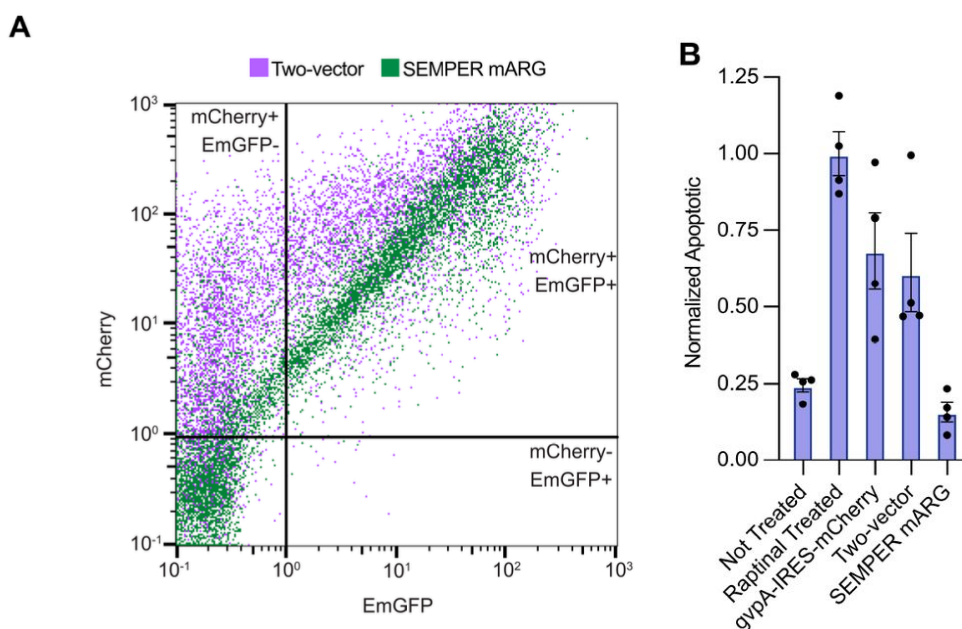 A
Two-vector SEMPER mARG
mCherry+
EmGFP-
mCherry+
EmGFP+
mCherry-
EmGFP+
10³
10²
10¹
10⁰
10⁻¹
mCherry
10⁻¹ 10⁰ 10¹ 10² 10³
EmGFP
B
1.25
1.00
0.75
0.50
0.25
0.00
Normalized Apoptotic
Not Treated
Raptinal Treated
gvpA-IRES-mCherry
Two-vector
SEMPER mARG